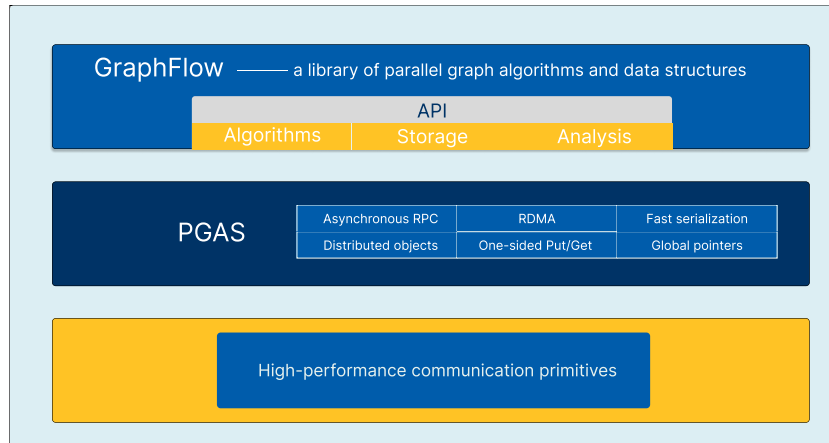 GraphFlow a library of parallel graph algorithms and data structures
API
Algorithms Storage Analysis
PGAS
Asynchronous RPC RDMA Fast serialization
Distributed objects One-sided Put/Get Global pointers
High-performance communication primitives